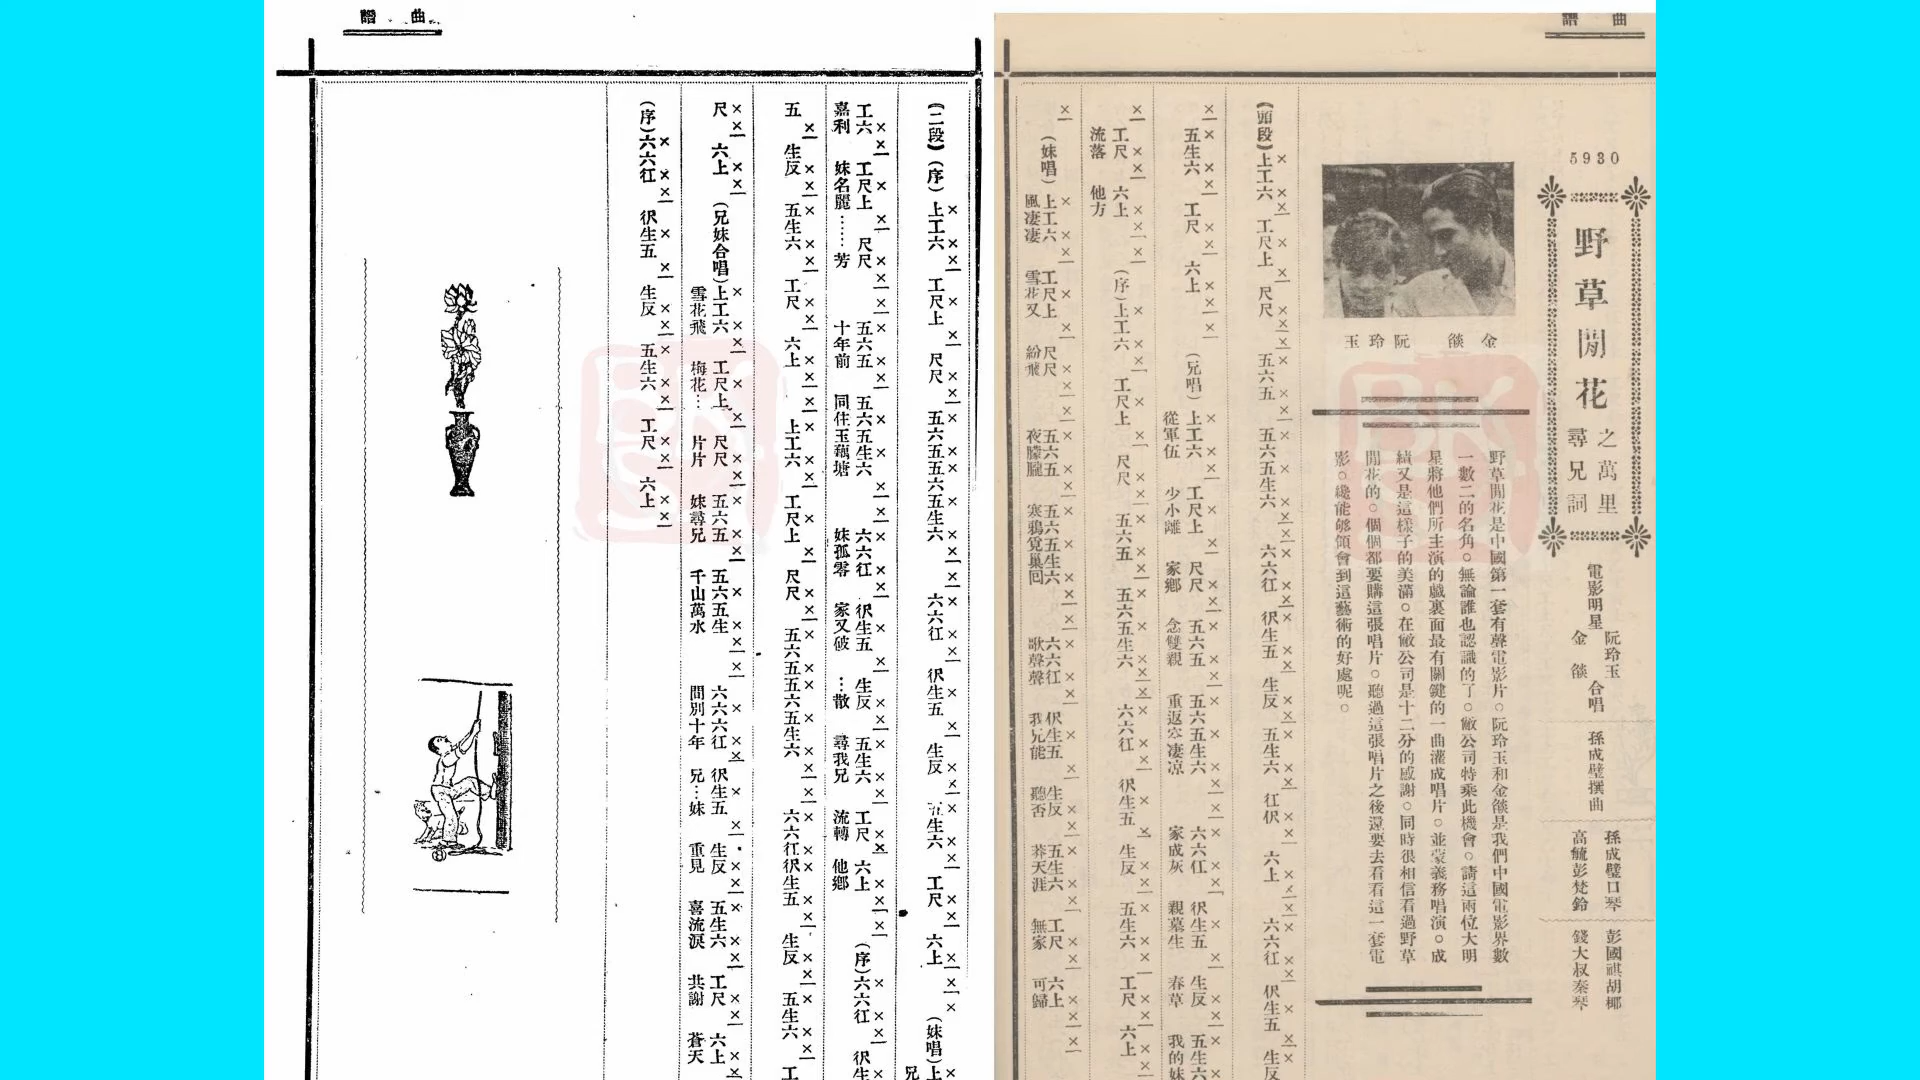 曲譜
5930
野草閒花
之萬里
尋兄詞
電影明星
阮玲玉
金燄
合唱
孫成壁撰曲
孫成璧口琴
高毓彭梵鈴
彭國祺胡椰
錢大叔秦琴
金燄 阮玲玉
野草閒花是中國第一套有聲電影片。阮玲玉和金燄是我們中國電影界數
一數二的名角。無論誰也認識的了。敝公司特乘此機會。請這兩位大明
星將他們所主演的戲裏面最有關鍵的一曲灌成唱片。並蒙義務唱演。成
績又是這樣子的美滿。在敝公司是十二分的感謝。同時很相信看過野草
閒花的。個個都要購這張唱片。聽過這張唱片之後還要去看看這一套電
影。纔能够領會到這藝術的好處呢。
(頭段)上工六 工尺上 尺尺 五六五 五六五生六 六六仜 伬生五 生反 五生六 仜伬 六上 六六仜 伬生五 生反
五生六 工尺 六上 (兄唱)上工六 工尺上 尺尺 五六五 五六五生六 六六仜 伬生五 生反 五生六
從軍伍 少小離 家鄉 念雙親 重返空凄凉 家成灰 親墓生 春草 我的妹
工尺 六上 (序)上工六 工尺上 尺尺 五六五 五六五生六 六六仜 伬生五 生反 五生六 工尺 六上
流落 他方
(妹唱)上工六 工尺上 尺尺 五六五 五六五生六 六六仜 伬生五 生反 五生六 工尺 六上
風凄凄 雪花又 紛飛 夜朦朧 寒鴉覓巢回 歌聲聲 我兄能 聽否 莽天涯 無家 可歸
曲譜
(二段)(序)上工六 工尺上 尺尺 五六五五六五生六 六六仜 伬生五 生反 五生六 工尺 六上 (妹唱)上
兄
工六 工尺上 尺尺 五六五 五六五生六 六六仜 伬生五 生反 五生六 工尺 六上 (序)六六仜 伬生
嘉利 妹名麗…… 芳 十年前 同住玉藕塘 妹孤零 家又破 …散 尋我兄 流轉 他鄉
五 生反 五生六 工尺 六上 上工六 工尺上 尺尺 五六五五六五生六 六六仜伬生五 生反 五生六 工
尺 六上 (兄妹合唱)上工六 工尺上 尺尺 五六五 五六五生 六六六仜 伬生五 生反 五生六 工尺 六上
雪花飛 梅花… 片片 妹尋兄 千山萬水 問別十年 兄…妹 重見 喜流淚 共謝 蒼天
(序)六六仜 伬生五 生反 五生六 工尺 六上